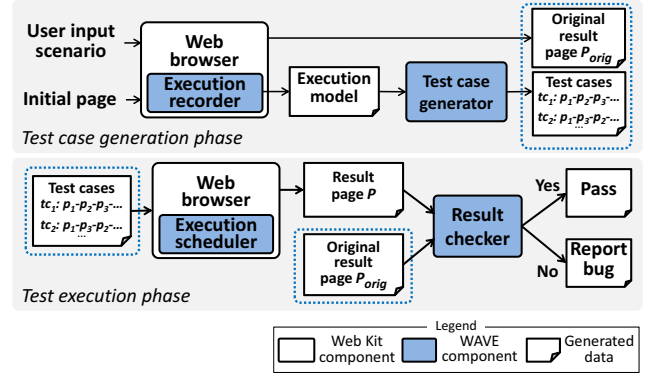 User input
scenario
Initial page
Web
browser
Execution
recorder
Execution
model
Test case
generator
Original
result
page P_orig
Test cases
tc₁: p₁-p₂-p₃-...
tc₂: p₁-p₃-p₂-...
...
Test case generation phase
Test cases
tc₁: p₁-p₂-p₃-...
tc₂: p₁-p₃-p₂-...
...
Web
browser
Execution
scheduler
Result
page P
Original
result
page P_orig
Result
checker
Yes
Pass
No
Report
bug
Test execution phase
Legend
Web Kit
component
WAVE
component
Generated
data